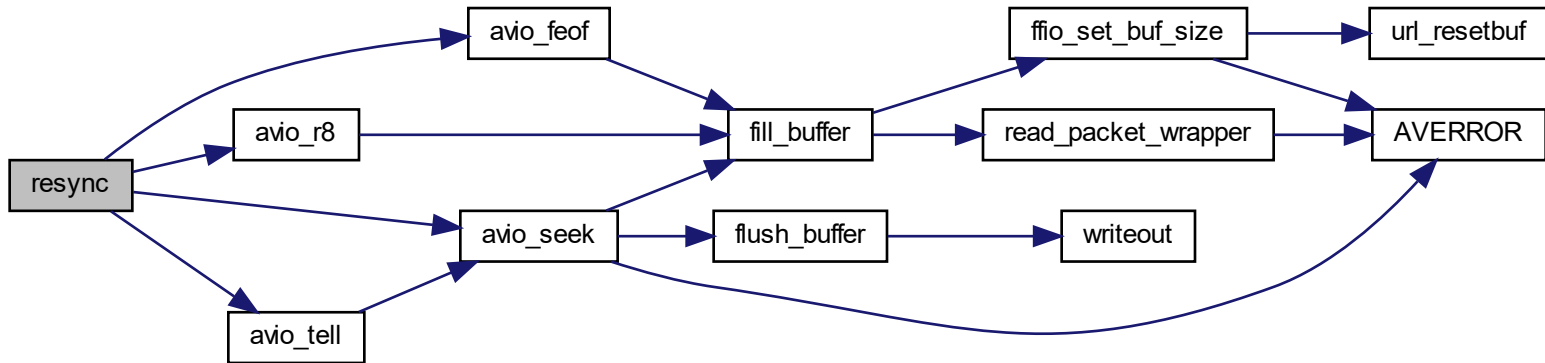 resync
avio_feof
avio_r8
avio_seek
avio_tell
fill_buffer
flush_buffer
ffio_set_buf_size
read_packet_wrapper
writeout
url_resetbuf
AVERROR